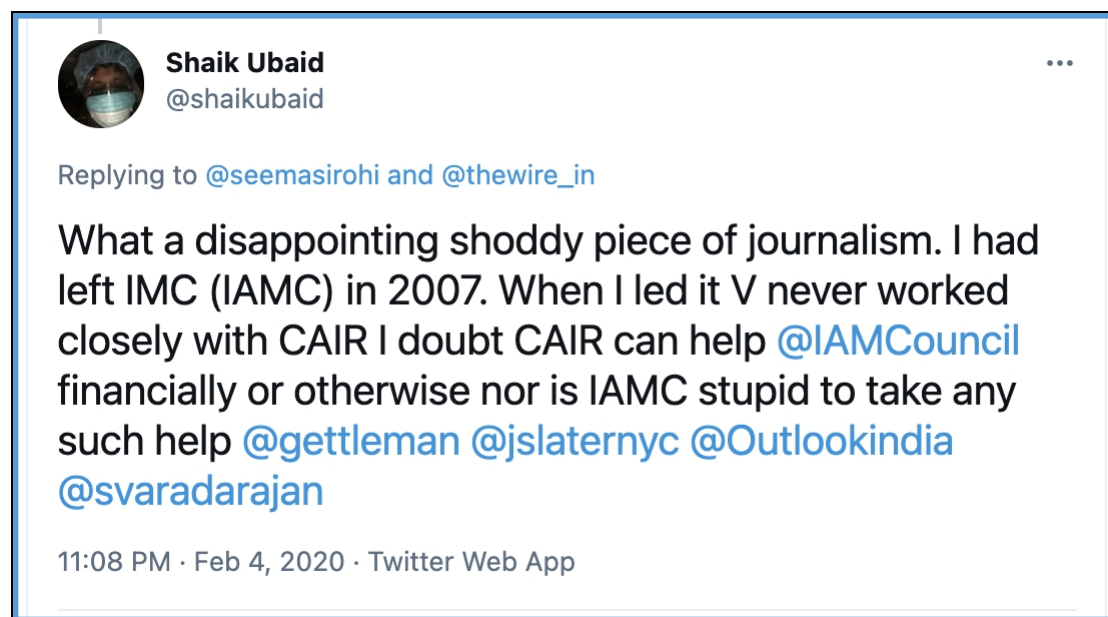 Shaik Ubaid
@shaikubaid
Replying to @seemasirohi and @thewire_in
What a disappointing shoddy piece of journalism. I had
left IMC (IAMC) in 2007. When I led it V never worked
closely with CAIR I doubt CAIR can help @IAMCouncil
financially or otherwise nor is IAMC stupid to take any
such help @gettleman @jslaternyc @Outlookindia
@svaradarajan
11:08 PM · Feb 4, 2020 · Twitter Web App